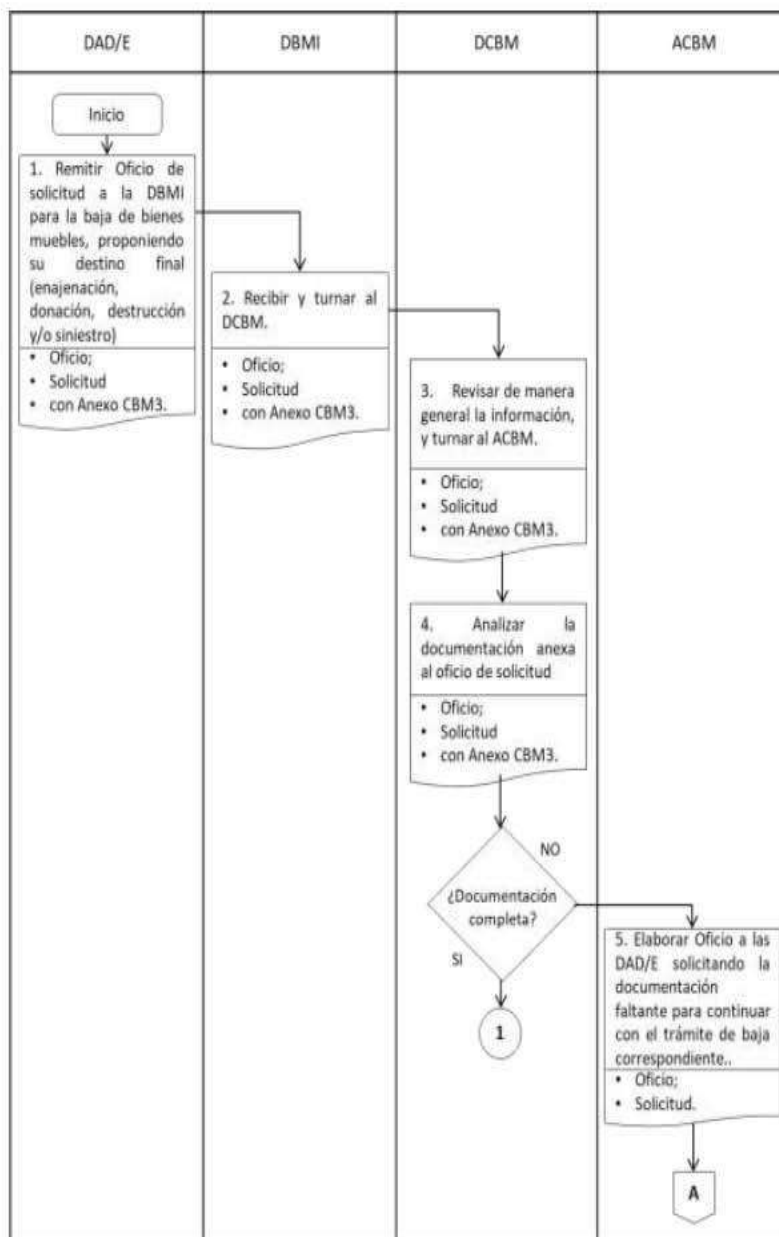 DAD/E
DBMI
DCBM
ACBM
Inicio
1. Remitir Oficio de
solicitud a la DBMI
para la baja de bienes
muebles, proponiendo
su destino final
(enajenación,
donación, destrucción
y/o siniestro)
• Oficio;
• Solicitud
• con Anexo CBM3.
2. Recibir y turnar al
DCBM.
• Oficio;
• Solicitud
• con Anexo CBM3.
3. Revisar de manera
general la información,
y turnar al ACBM.
• Oficio;
• Solicitud
• con Anexo CBM3.
4. Analizar la
documentación anexa
al oficio de solicitud
• Oficio;
• Solicitud
• con Anexo CBM3.
NO
¿Documentación
completa?
SI
1
5. Elaborar Oficio a las
DAD/E solicitando la
documentación
faltante para continuar
con el trámite de baja
correspondiente..
• Oficio;
• Solicitud.
A